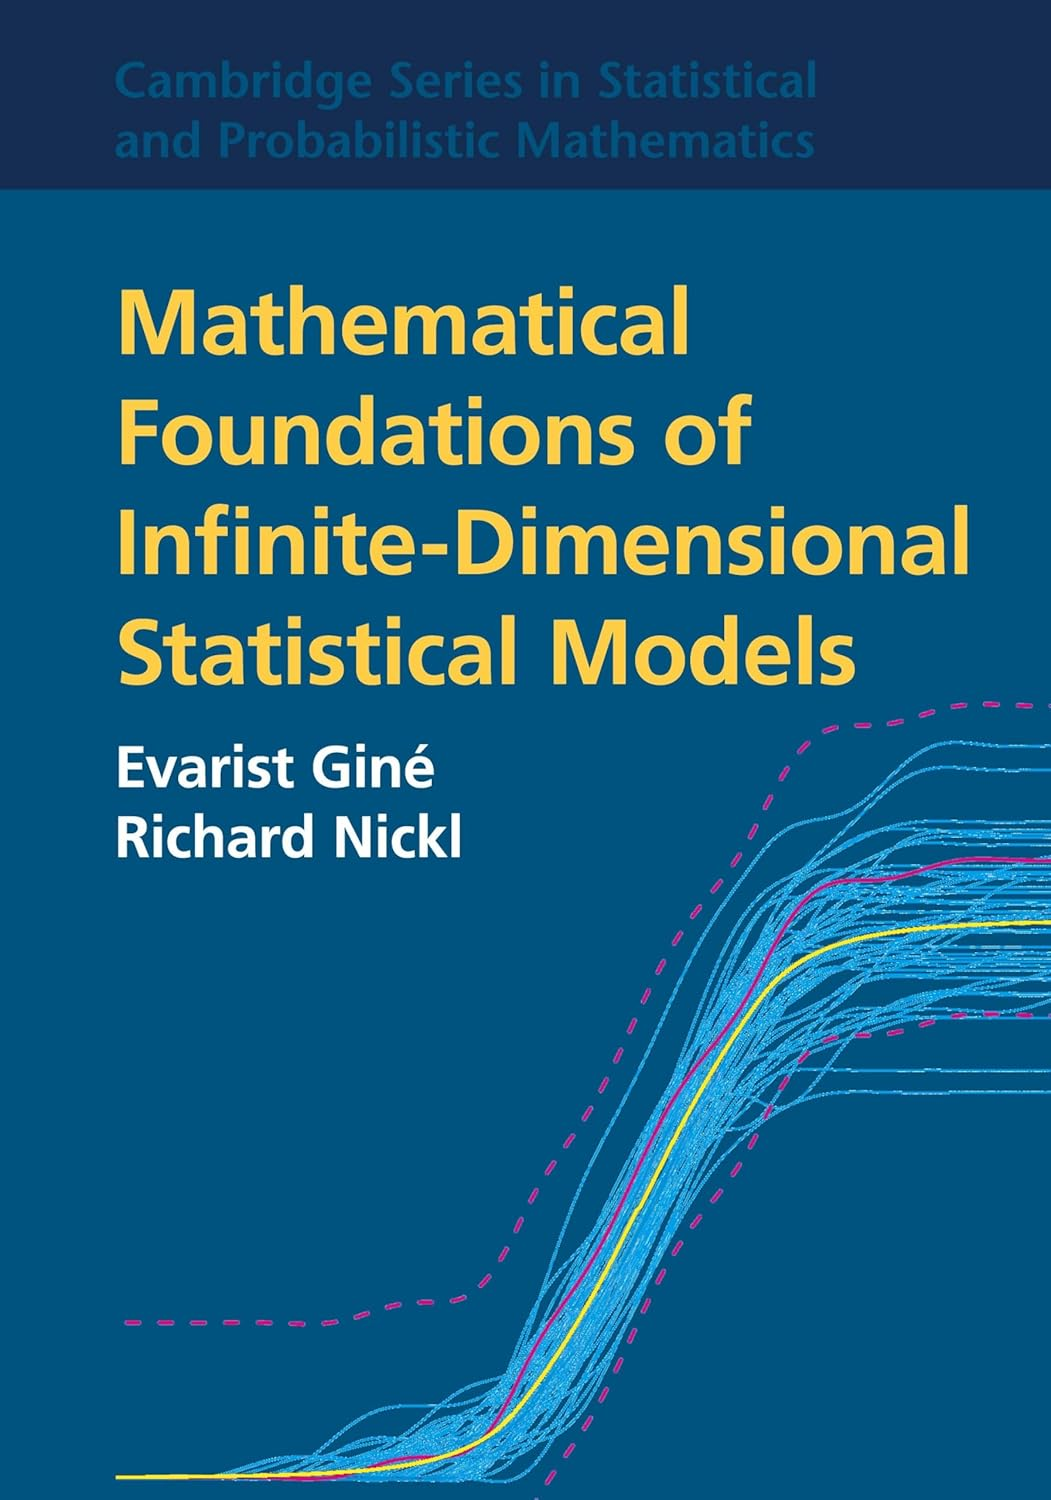 Cambridge Series in Statistical
and Probabilistic Mathematics
Mathematical
Foundations of
Infinite-Dimensional
Statistical Models
Evarist Giné
Richard Nickl